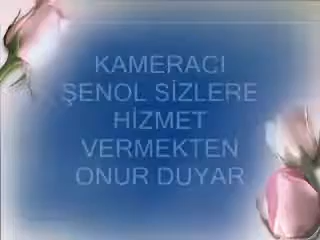 KAMERACI
ŞENOL SİZLERE
HİZMET
VERMEKTEN
ONUR DUYAR